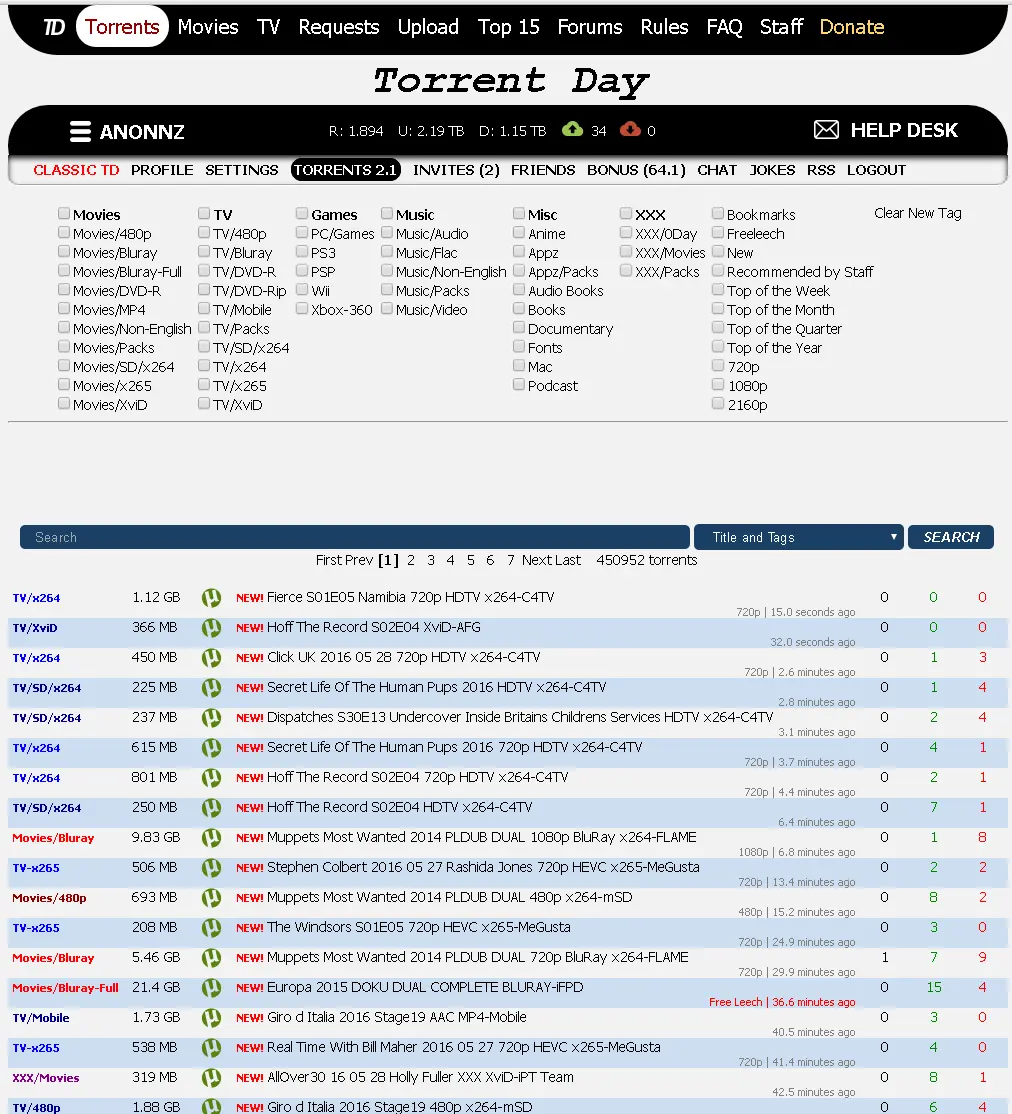 TD Torrents Movies TV Requests Upload Top 15 Forums Rules FAQ Staff Donate
Torrent Day
ANONNZ R: 1.894 U: 2.19 TB D: 1.15 TB 34 0 HELP DESK
CLASSIC TD PROFILE SETTINGS TORRENTS 2.1 INVITES (2) FRIENDS BONUS (64.1) CHAT JOKES RSS LOGOUT
Movies TV Games Music Misc XXX Bookmarks Clear New Tag
Movies/480p TV/480p PC/Games Music/Audio Anime XXX/0Day Freeleech
Movies/Bluray TV/Bluray PS3 Music/Flac Appz XXX/Movies New
Movies/Bluray-Full TV/DVD-R PSP Music/Non-English Appz/Packs XXX/Packs Recommended by Staff
Movies/DVD-R TV/DVD-Rip Wii Music/Packs Audio Books Top of the Week
Movies/MP4 TV/Mobile Xbox-360 Music/Video Books Top of the Month
Movies/Non-English TV/Packs Documentary Top of the Quarter
Movies/Packs TV/SD/x264 Fonts Top of the Year
Movies/SD/x264 TV/x264 Mac 720p
Movies/x265 TV/x265 Podcast 1080p
Movies/XviD TV/XviD 2160p
Search Title and Tags SEARCH
First Prev [1] 2 3 4 5 6 7 Next Last 450952 torrents
TV/x264 1.12 GB NEW! Fierce S01E05 Namibia 720p HDTV x264-C4TV 0 0 0
720p | 15.0 seconds ago
TV/XviD 366 MB NEW! Hoff The Record S02E04 XviD-AFG 0 0 0
32.0 seconds ago
TV/x264 450 MB NEW! Click UK 2016 05 28 720p HDTV x264-C4TV 0 1 3
720p | 2.6 minutes ago
TV/SD/x264 225 MB NEW! Secret Life Of The Human Pups 2016 HDTV x264-C4TV 0 1 4
2.8 minutes ago
TV/SD/x264 237 MB NEW! Dispatches S30E13 Undercover Inside Britains Childrens Services HDTV x264-C4TV 0 2 4
3.1 minutes ago
TV/x264 615 MB NEW! Secret Life Of The Human Pups 2016 720p HDTV x264-C4TV 0 4 1
720p | 3.7 minutes ago
TV/x264 801 MB NEW! Hoff The Record S02E04 720p HDTV x264-C4TV 0 2 1
720p | 4.4 minutes ago
TV/SD/x264 250 MB NEW! Hoff The Record S02E04 HDTV x264-C4TV 0 7 1
6.4 minutes ago
Movies/Bluray 9.83 GB NEW! Muppets Most Wanted 2014 PLDUB DUAL 1080p BluRay x264-FLAME 0 1 8
1080p | 6.8 minutes ago
TV-x265 506 MB NEW! Stephen Colbert 2016 05 27 Rashida Jones 720p HEVC x265-MeGusta 0 2 2
720p | 13.4 minutes ago
Movies/480p 693 MB NEW! Muppets Most Wanted 2014 PLDUB DUAL 480p x264-mSD 0 8 2
480p | 15.2 minutes ago
TV-x265 208 MB NEW! The Windsors S01E05 720p HEVC x265-MeGusta 0 3 0
720p | 24.9 minutes ago
Movies/Bluray 5.46 GB NEW! Muppets Most Wanted 2014 PLDUB DUAL 720p BluRay x264-FLAME 1 7 9
720p | 29.9 minutes ago
Movies/Bluray-Full 21.4 GB NEW! Europa 2015 DOKU DUAL COMPLETE BLURAY-iFPD 0 15 4
Free Leech | 36.6 minutes ago
TV/Mobile 1.73 GB NEW! Giro d Italia 2016 Stage19 AAC MP4-Mobile 0 3 0
40.5 minutes ago
TV-x265 538 MB NEW! Real Time With Bill Maher 2016 05 27 720p HEVC x265-MeGusta 0 4 0
720p | 41.4 minutes ago
XXX/Movies 319 MB NEW! AllOver30 16 05 28 Holly Fuller XXX XviD-iPT Team 0 8 1
42.5 minutes ago
TV/480p 1.88 GB NEW! Giro d Italia 2016 Stage19 480p x264-mSD 0 6 4